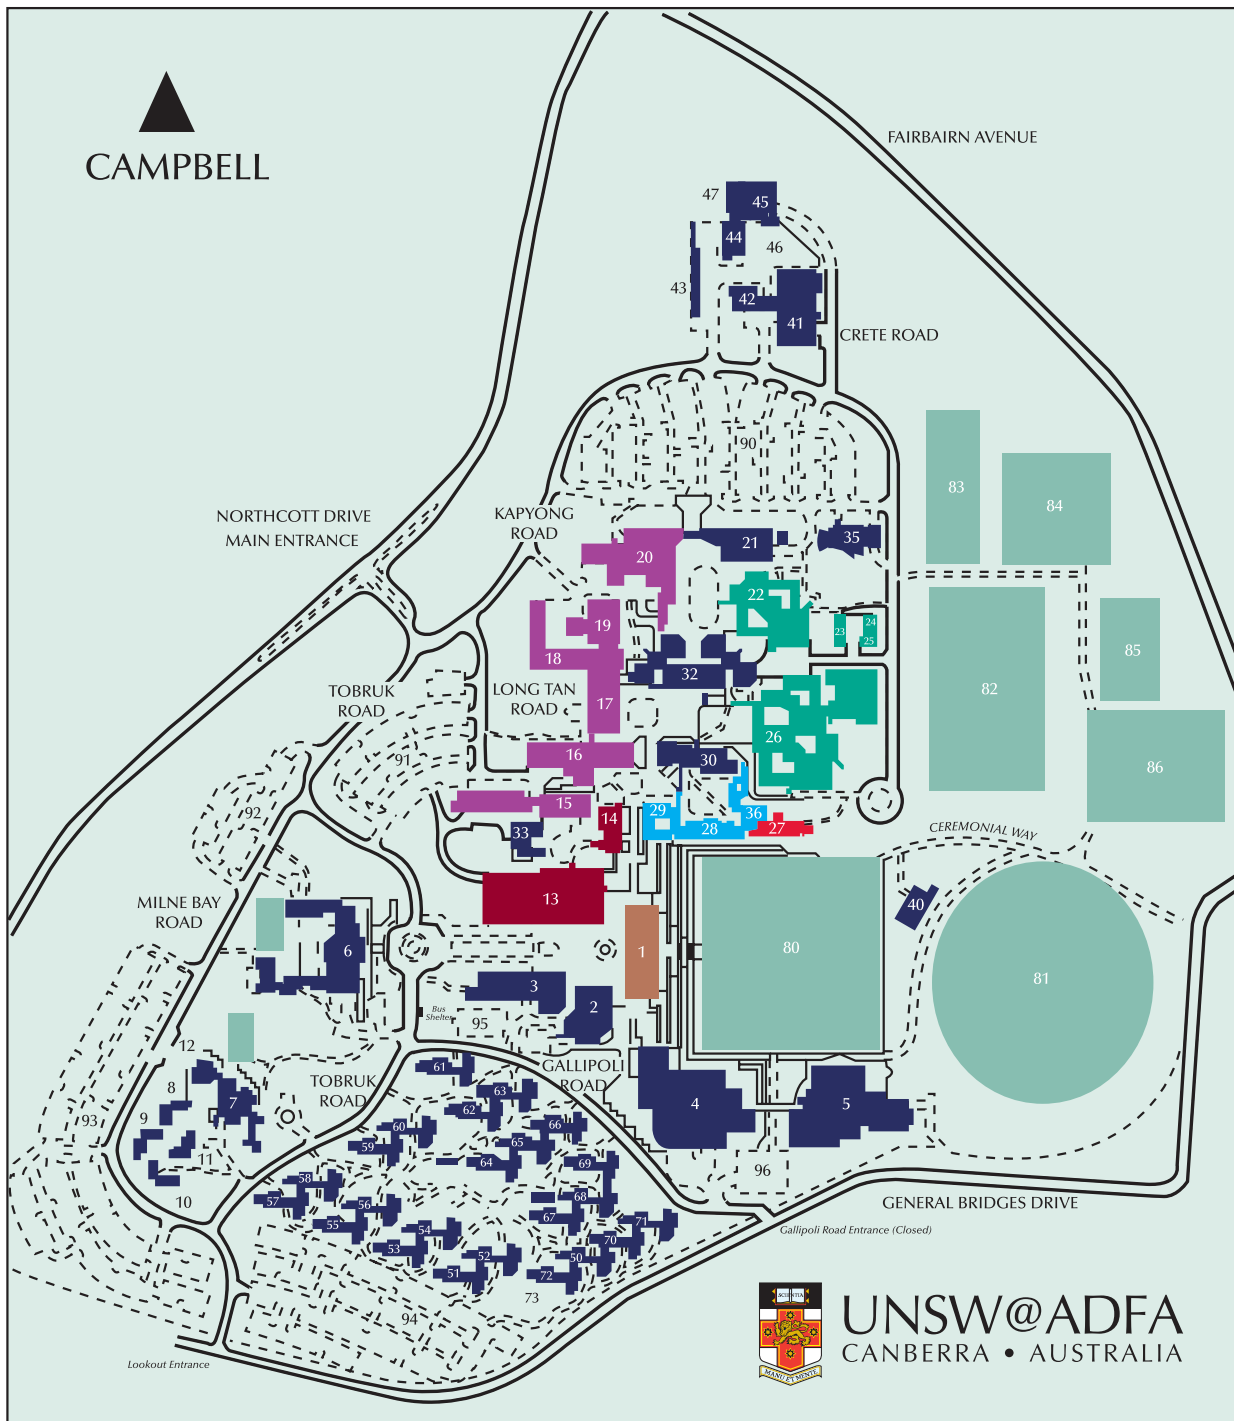 CAMPBELL
FAIRBAIRN AVENUE
47
45
44
46
43
42
41
CRETE ROAD
90
83
84
NORTHCOTT DRIVE
MAIN ENTRANCE
KAPYONG
ROAD
20
21
35
22
19
23
24
25
18
32
85
82
TOBRUK
ROAD
LONG TAN
ROAD
17
26
16
30
86
91
92
15
29
14
36
28
27
33
CEREMONIAL WAY
MILNE BAY
ROAD
13
40
6
1
80
81
3
2
Bus
Shelter
95
12
GALLIPOLI
ROAD
61
TOBRUK
ROAD
63
8
7
62
4
5
9
93
60
66
65
59
11
64
69
96
58
10
57
56
68
GENERAL BRIDGES DRIVE
67
55
54
71
Gallipoli Road Entrance (Closed)
70
53
52
50
51
72
73
94
Lookout Entrance
SCIENTIA
MANU ET MENTE
UNSW@ADFA
CANBERRA • AUSTRALIA